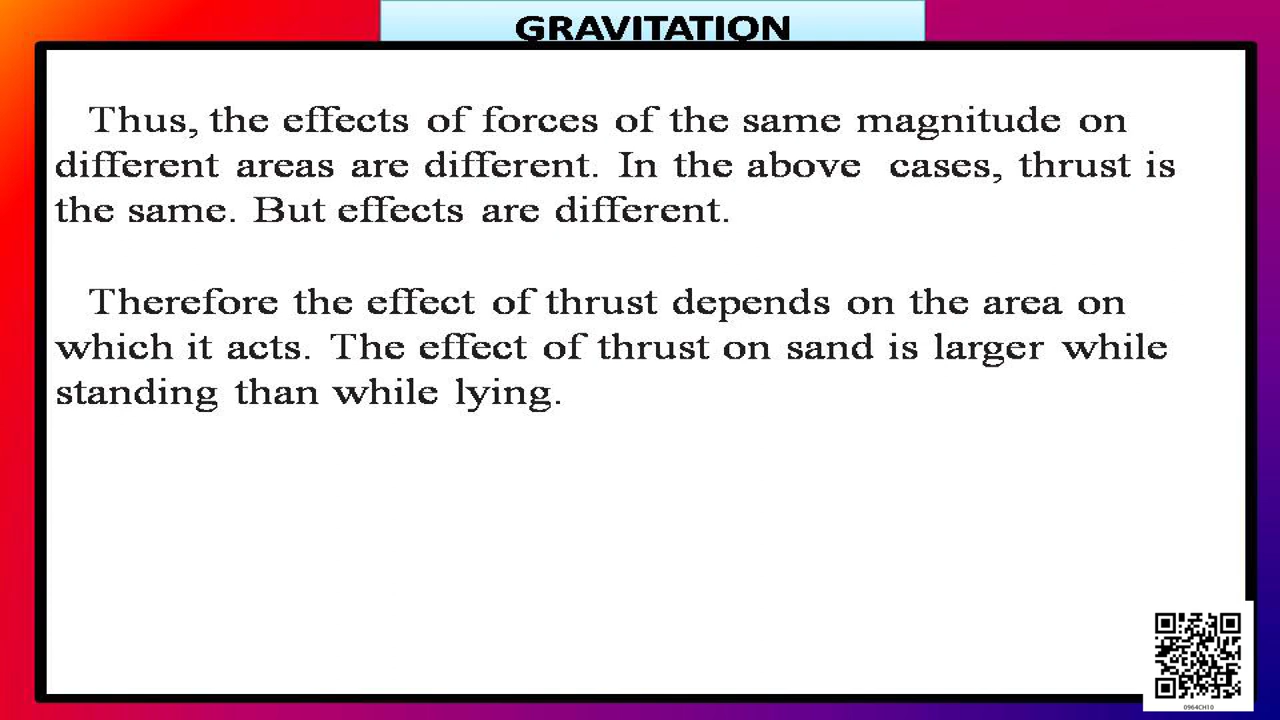 GRAVITATION
Thus, the effects of forces of the same magnitude on
different areas are different. In the above cases, thrust is
the same. But effects are different.
Therefore the effect of thrust depends on the area on
which it acts. The effect of thrust on sand is larger while
standing than while lying.
0964CH10